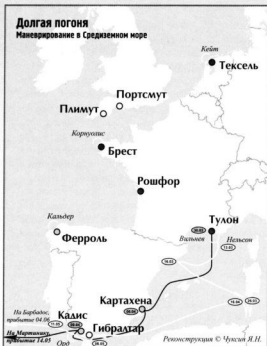 Долгая погоня
Маневрирование в Средиземном море
Кейт
Тексель
Портсмут
Плимут
Корнуолис
Брест
Рошфор
Кальдер
Ферроль
Тулон
Вильнев
Нельсон
Картахена
На Барбадос,
прибытие 04.06
Кадис
На Мартинику,
прибытие 14.05
Гибралтар
Орд
Реконструкция © Чуксин Я.Н.